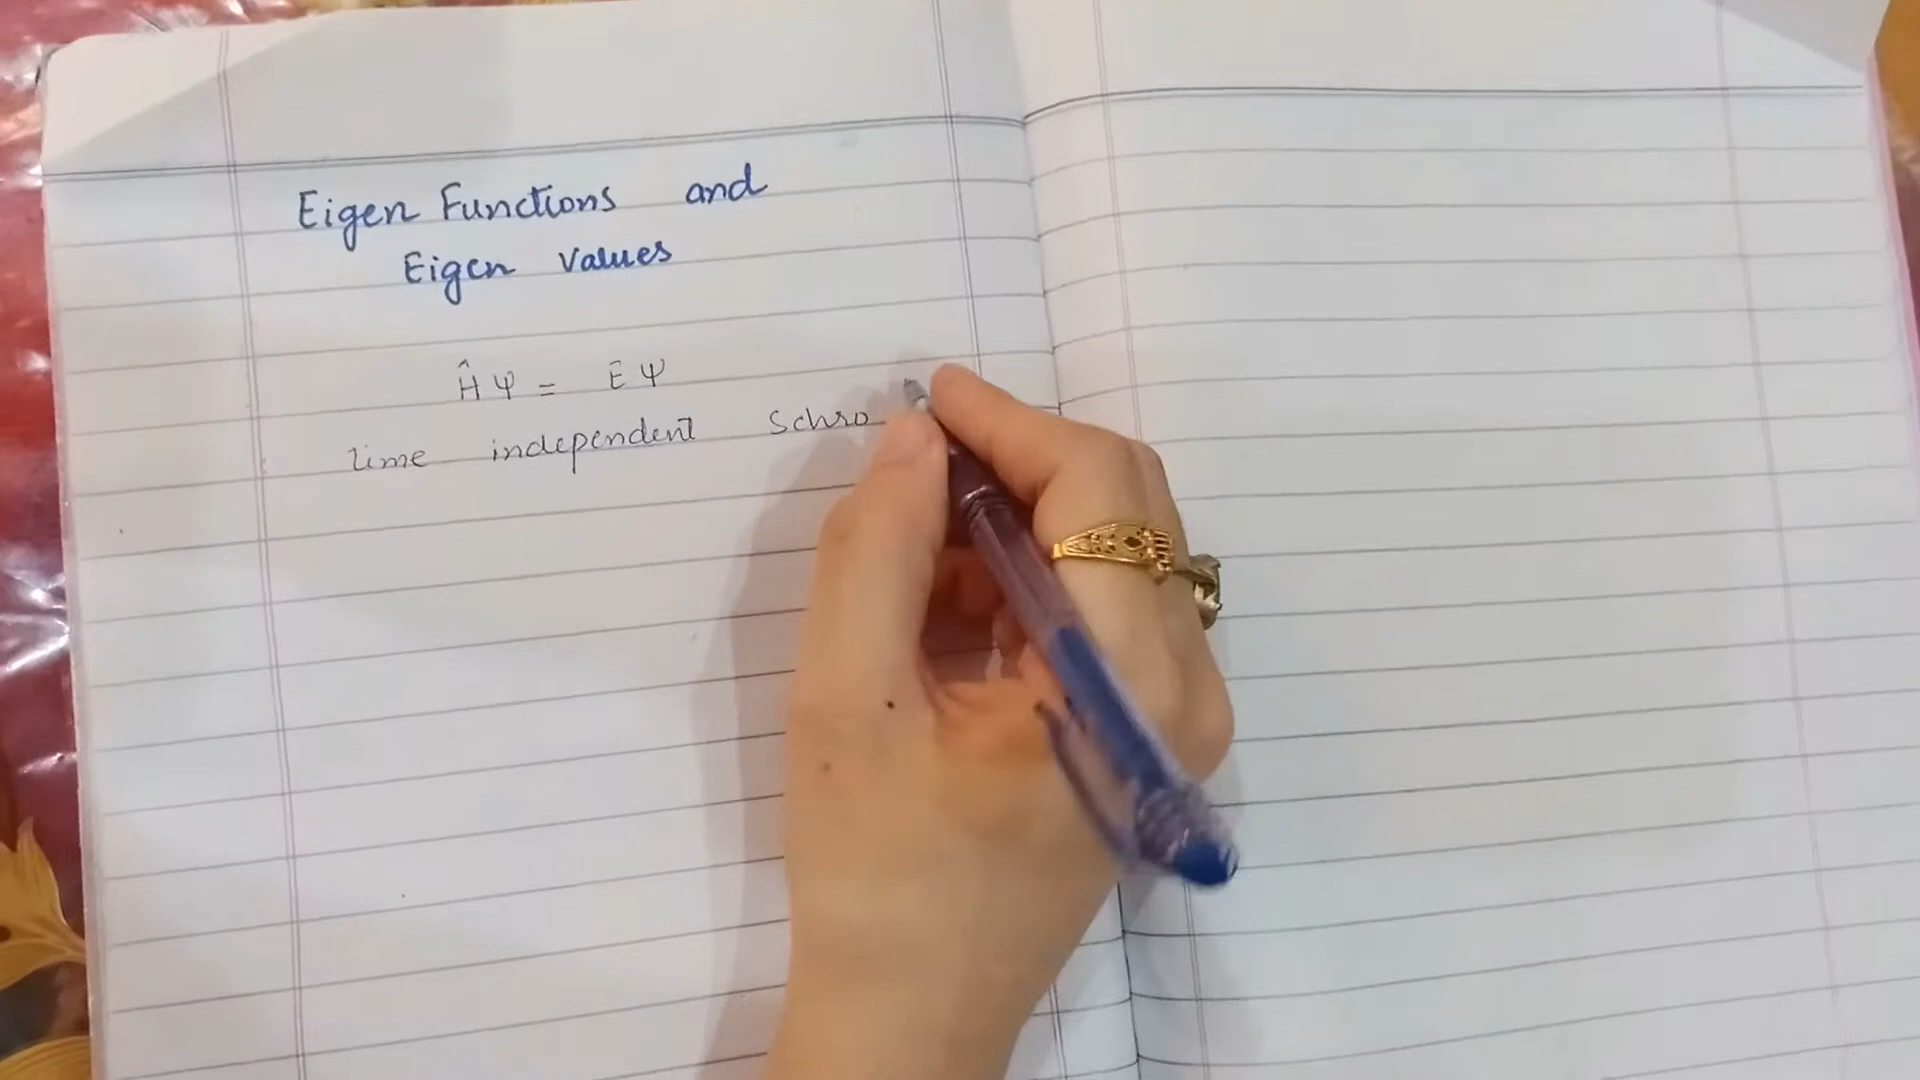 Eigen Functions and
Eigen Values
Ĥ Ψ = E Ψ
time independent Schro